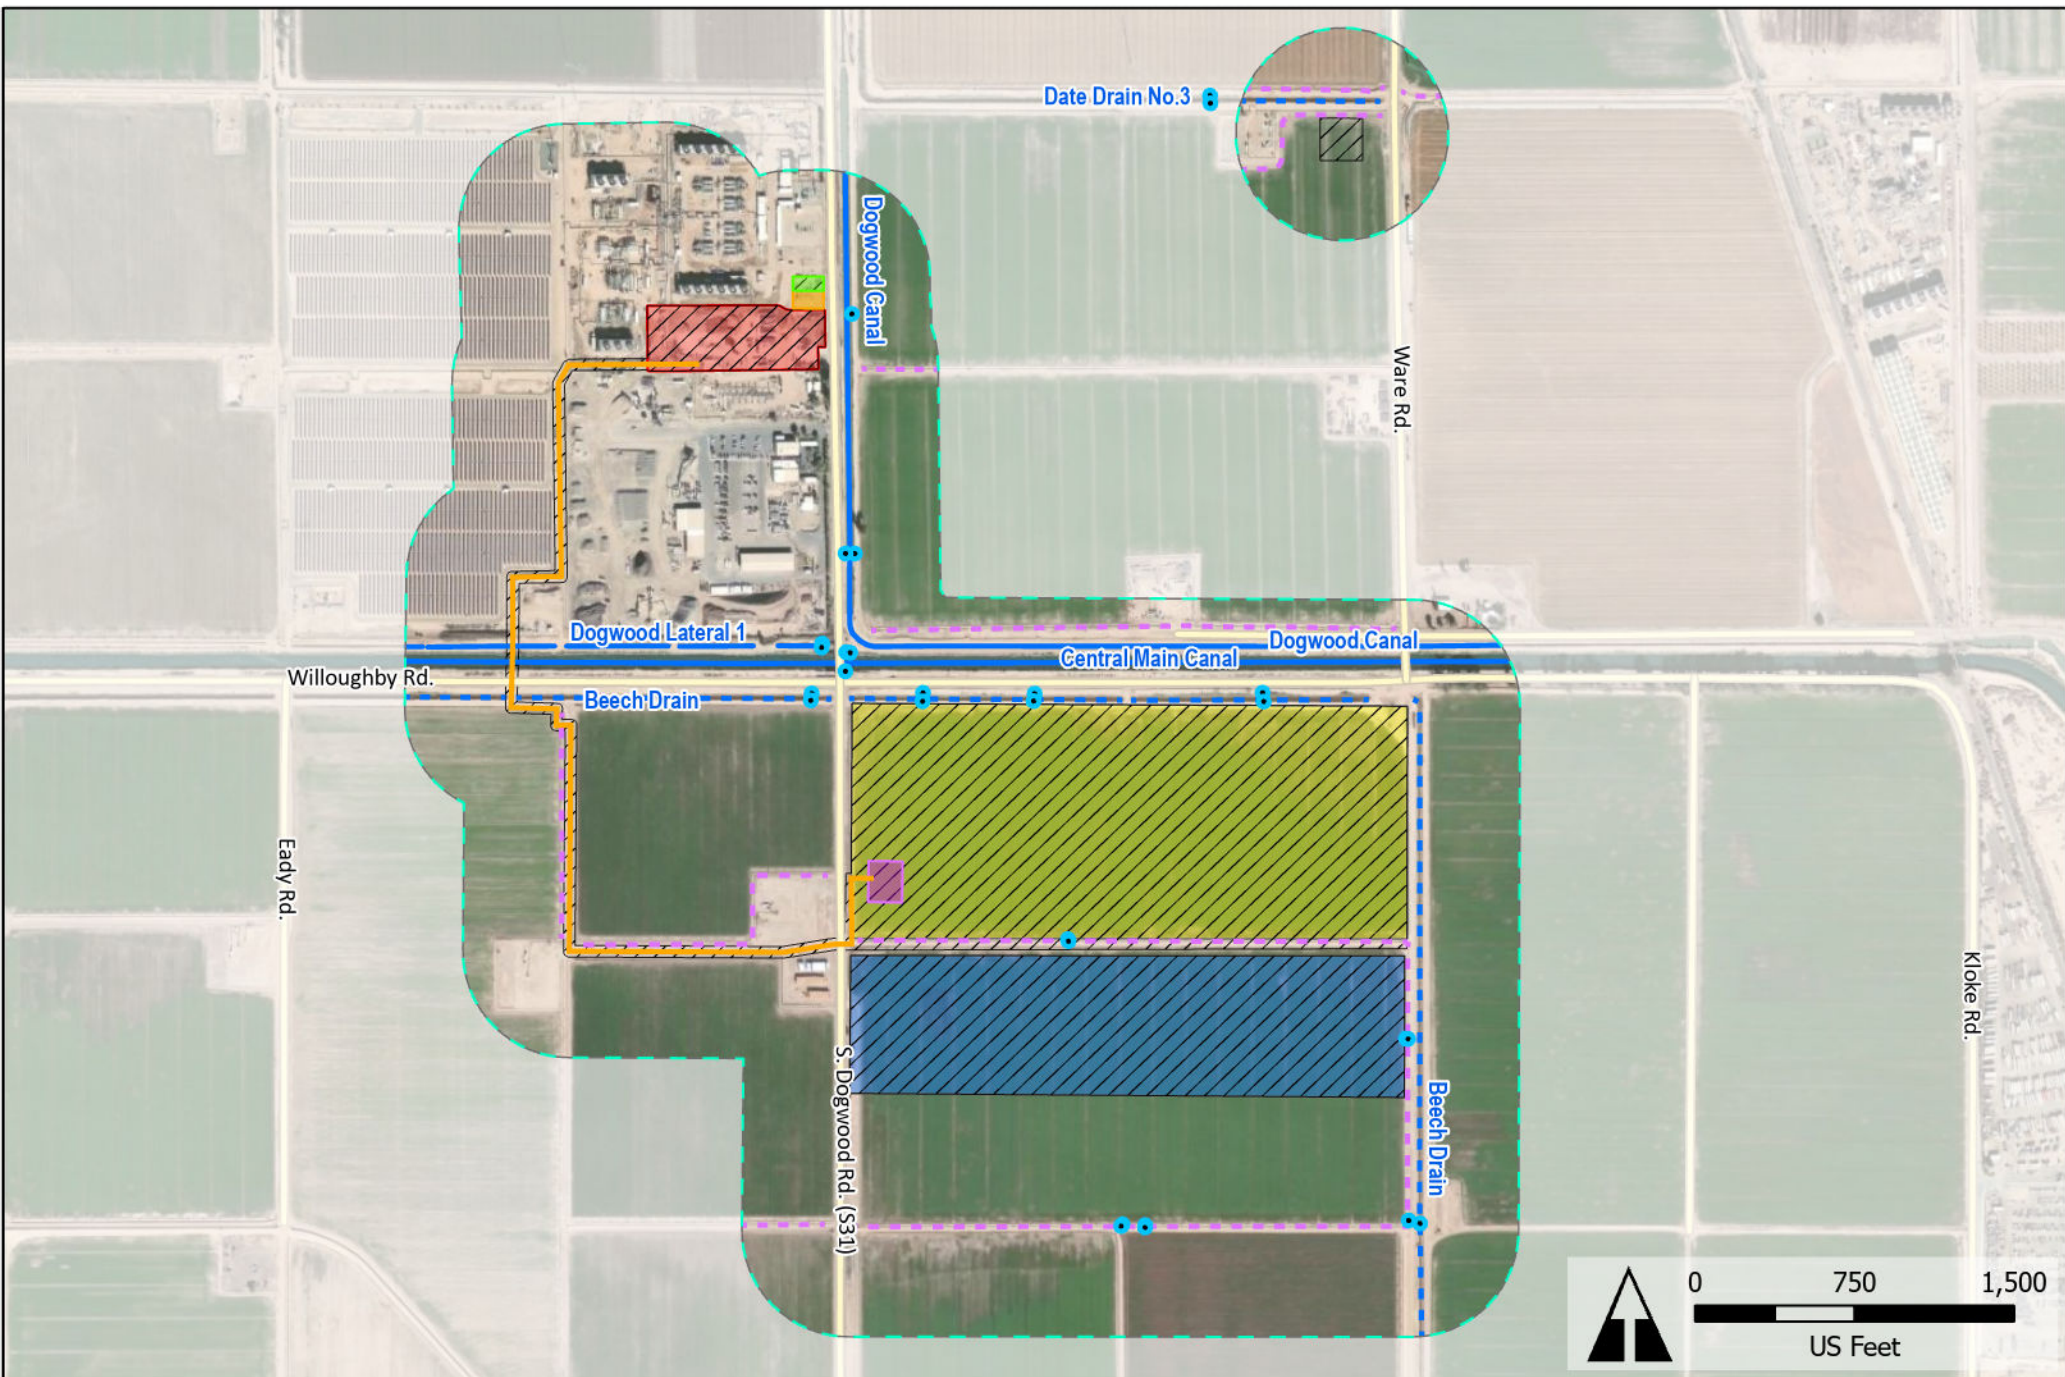 Date Drain No.3
Dogwood Canal
Ware Rd.
Dogwood Lateral 1
Dogwood Canal
Central Main Canal
Willoughby Rd.
Beech Drain
Eady Rd.
Kloke Rd.
S. Dogwood Rd. (S31)
Beech Drain
0 750 1,500
US Feet